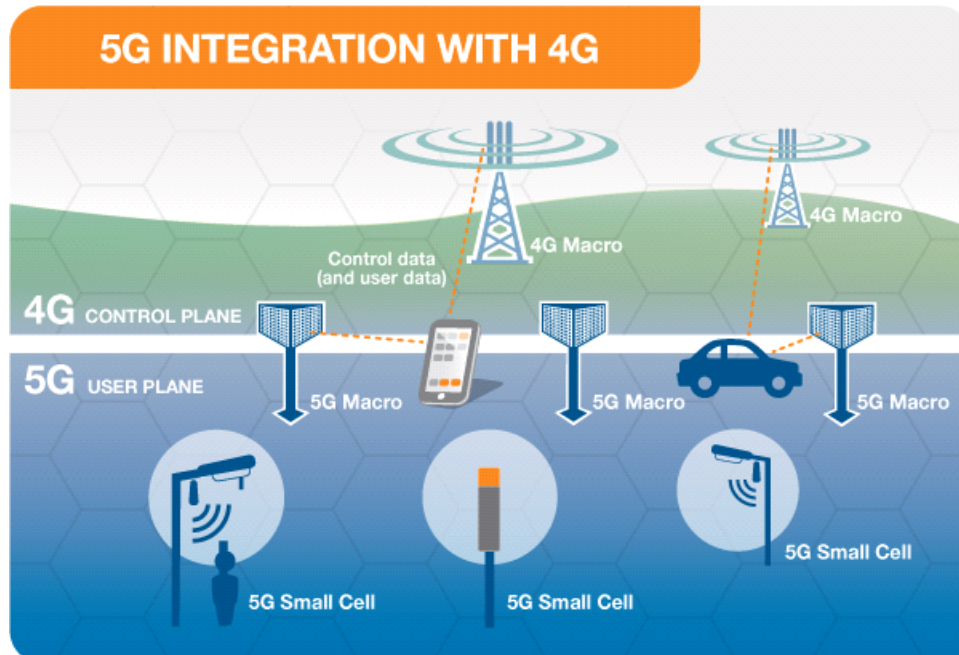 5G INTEGRATION WITH 4G
4G Macro
4G Macro
Control data
(and user data)
4G CONTROL PLANE
5G USER PLANE
5G Macro
5G Macro
5G Macro
5G Small Cell
5G Small Cell
5G Small Cell